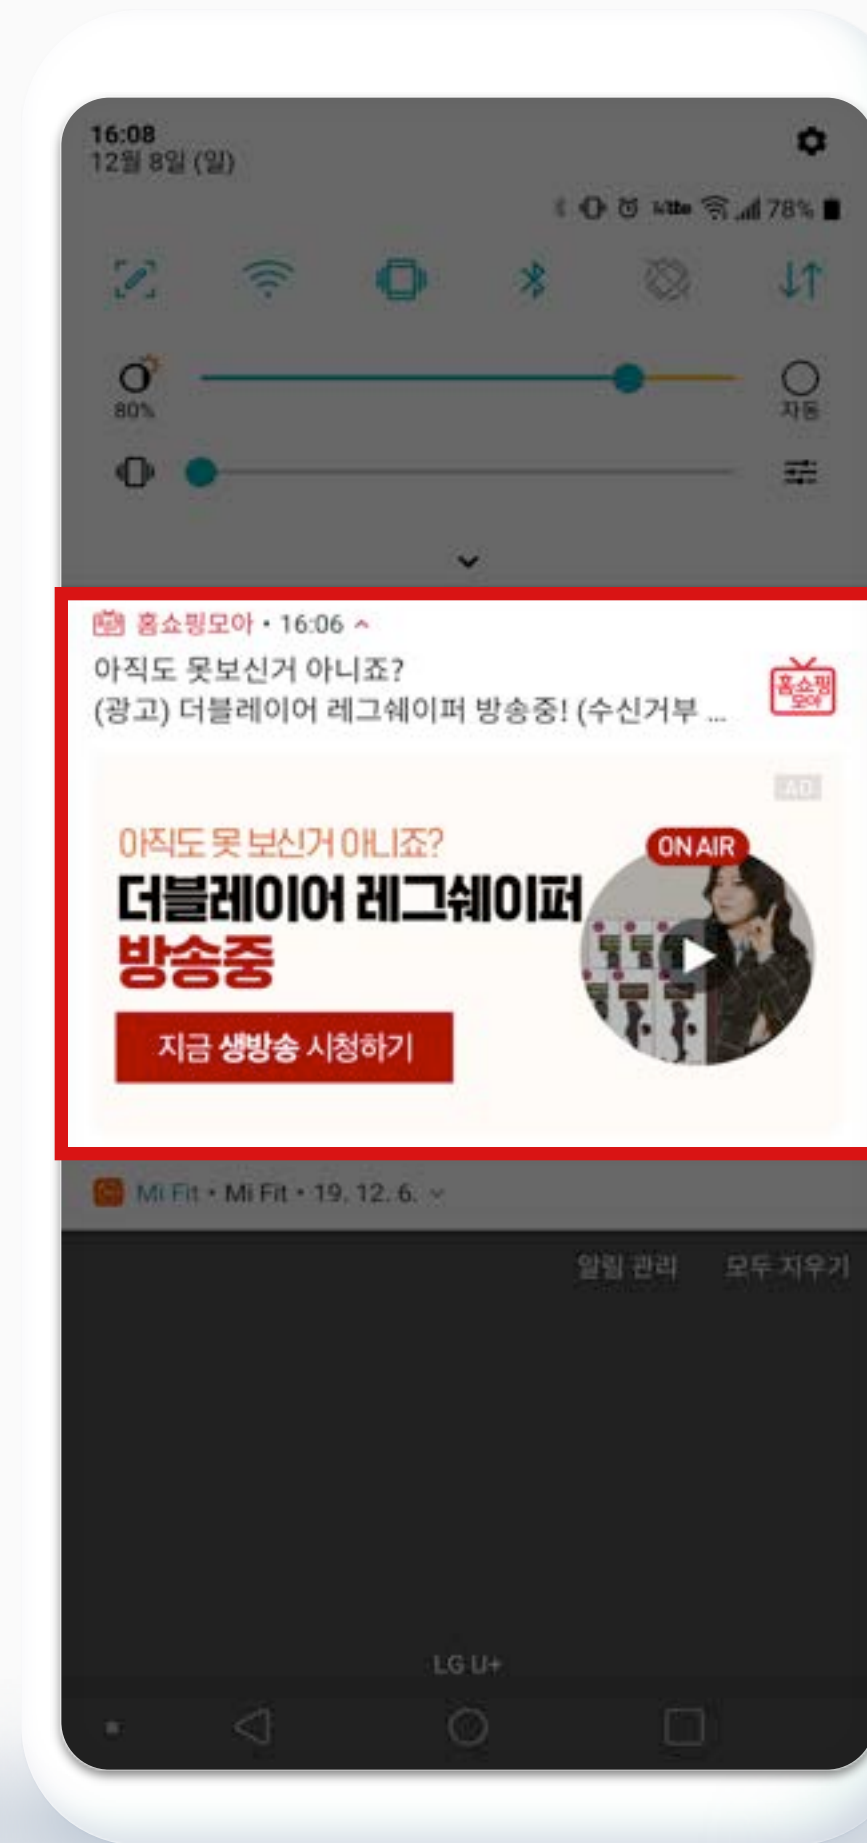 16:08
12월 8일 (일)
78%
80%
자동
홈쇼핑모아 • 16:06
아직도 못보신거 아니죠?
(광고) 더블레이어 레그쉐이퍼 방송중! (수신거부 ...
홈쇼핑
모아
AD
아직도 못 보신거 아니죠?
ON AIR
더블레이어 레그쉐이퍼
방송중
지금 생방송 시청하기
Mi Fit • Mi Fit • 19. 12. 6.
알림 관리 모두 지우기
LG U+